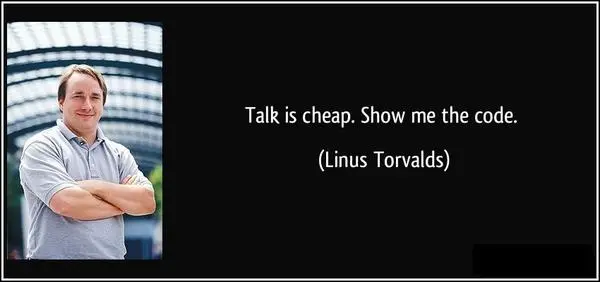 Talk is cheap. Show me the code.
(Linus Torvalds)